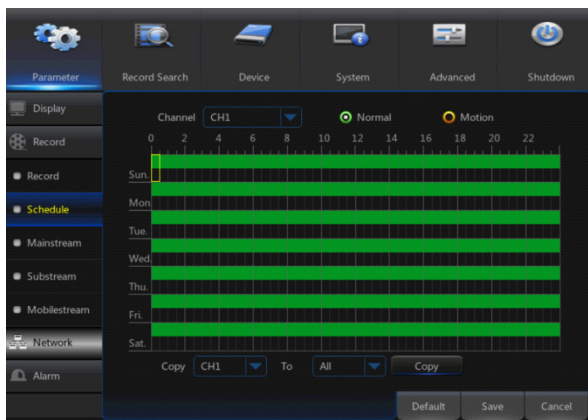 Parameter Record Search Device System Advanced Shutdown
Display
Record
Record
Schedule
Mainstream
Substream
Mobilestream
Network
Alarm
Channel CH1 Normal Motion
0 2 4 6 8 10 12 14 16 18 20 22
Sun.
Mon.
Tue.
Wed.
Thu.
Fri.
Sat.
Copy CH1 To All Copy
Default Save Cancel